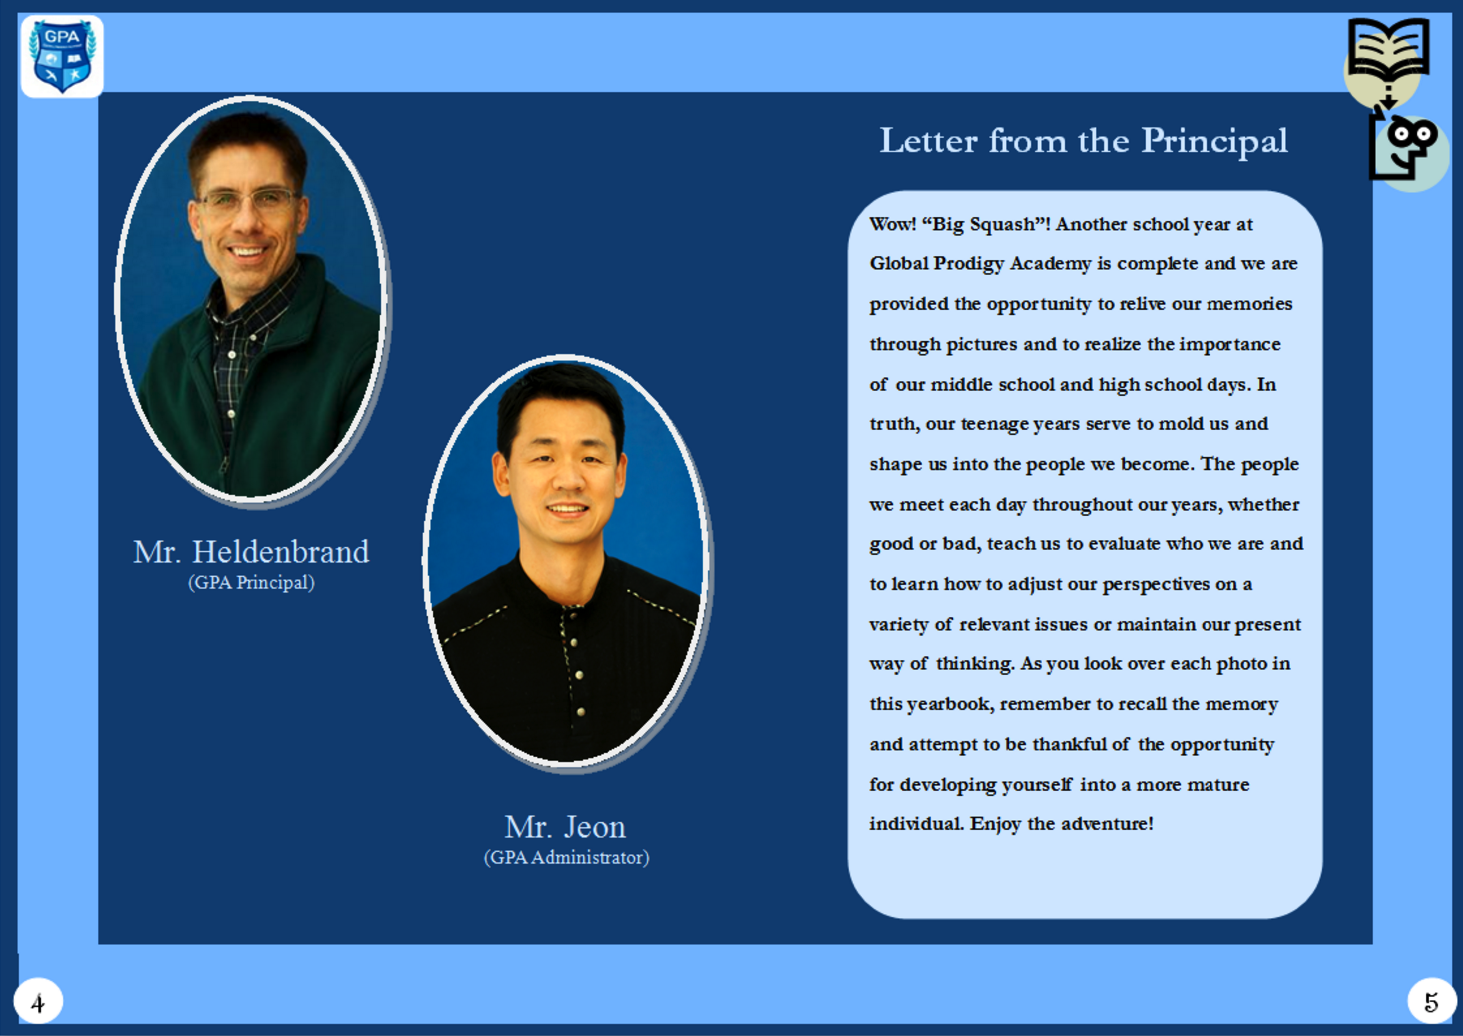 GPA
Mr. Heldenbrand
(GPA Principal)
Mr. Jeon
(GPA Administrator)
Letter from the Principal
Wow! “Big Squash”! Another school year at
Global Prodigy Academy is complete and we are
provided the opportunity to relive our memories
through pictures and to realize the importance
of our middle school and high school days. In
truth, our teenage years serve to mold us and
shape us into the people we become. The people
we meet each day throughout our years, whether
good or bad, teach us to evaluate who we are and
to learn how to adjust our perspectives on a
variety of relevant issues or maintain our present
way of thinking. As you look over each photo in
this yearbook, remember to recall the memory
and attempt to be thankful of the opportunity
for developing yourself into a more mature
individual. Enjoy the adventure!
4
5